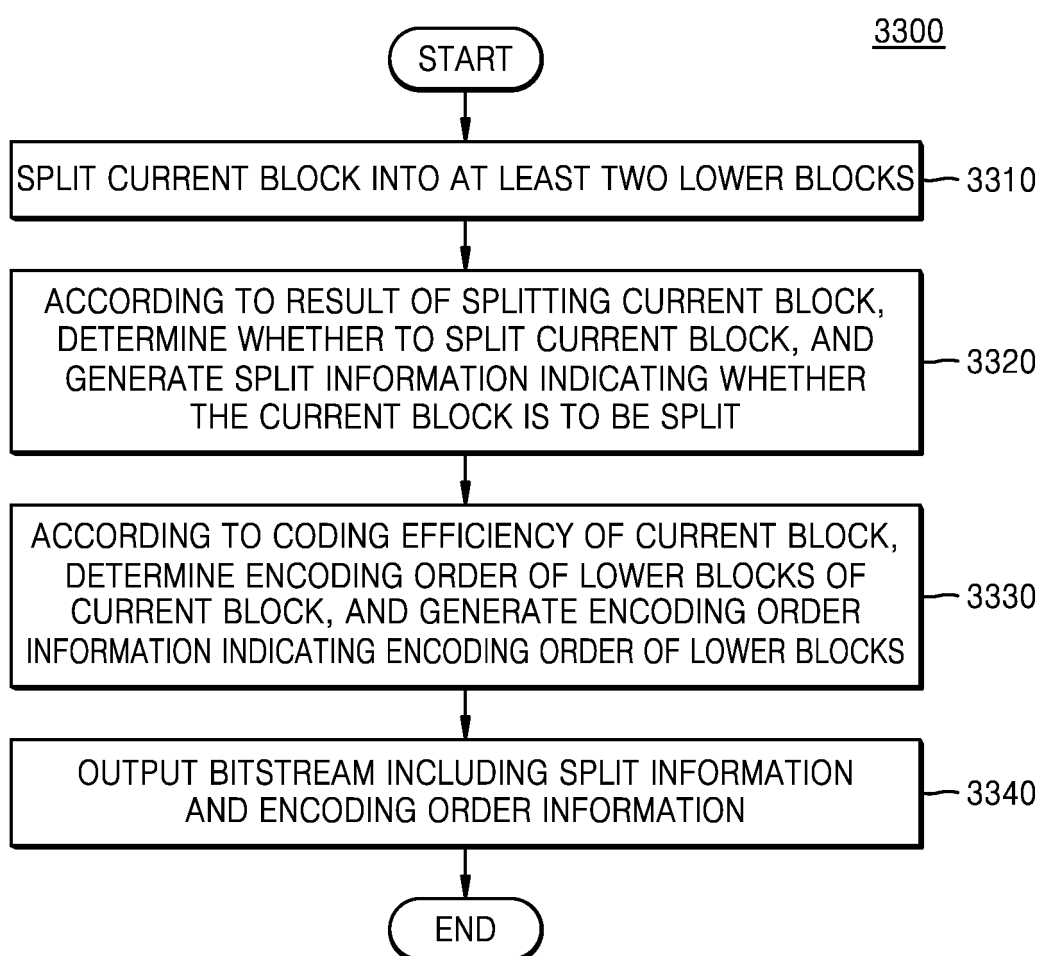 3300
START
SPLIT CURRENT BLOCK INTO AT LEAST TWO LOWER BLOCKS
3310
ACCORDING TO RESULT OF SPLITTING CURRENT BLOCK,
DETERMINE WHETHER TO SPLIT CURRENT BLOCK, AND
GENERATE SPLIT INFORMATION INDICATING WHETHER
THE CURRENT BLOCK IS TO BE SPLIT
3320
ACCORDING TO CODING EFFICIENCY OF CURRENT BLOCK,
DETERMINE ENCODING ORDER OF LOWER BLOCKS OF
CURRENT BLOCK, AND GENERATE ENCODING ORDER
INFORMATION INDICATING ENCODING ORDER OF LOWER BLOCKS
3330
OUTPUT BITSTREAM INCLUDING SPLIT INFORMATION
AND ENCODING ORDER INFORMATION
3340
END